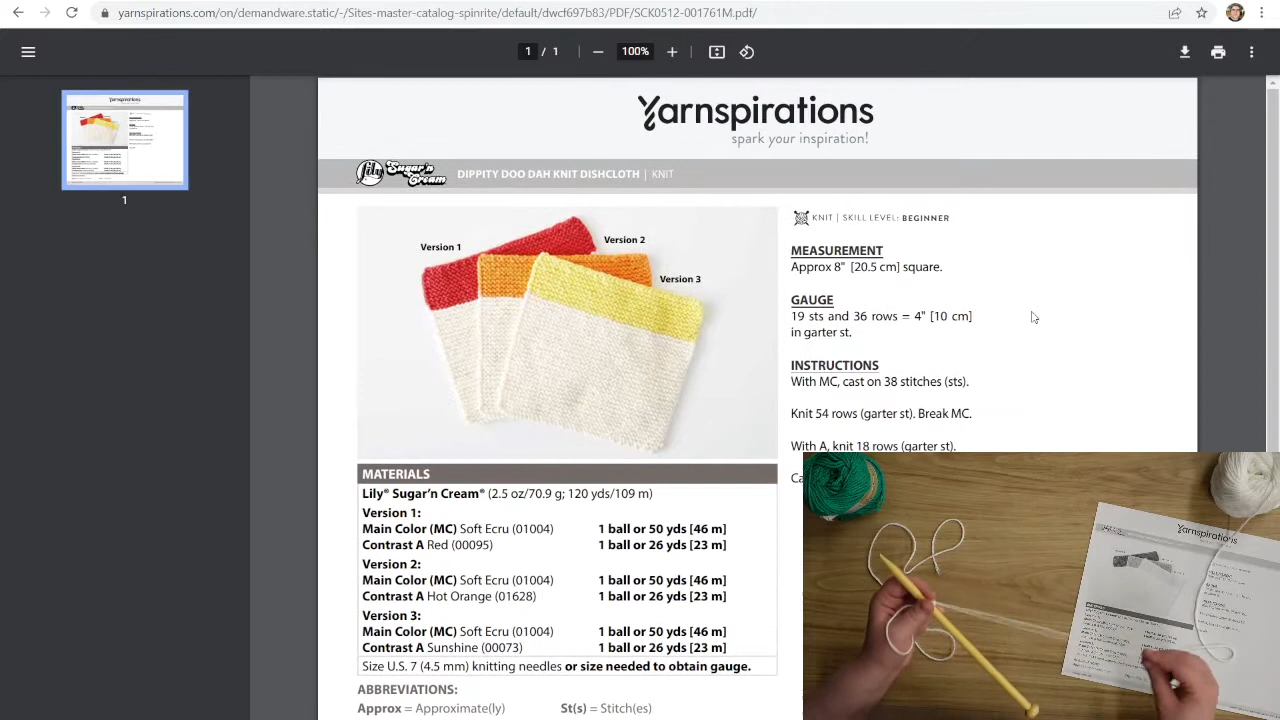 yarnspirations.com/on/demandware.static/-/Sites-master-catalog-spinrite/default/dwcf697b83/PDF/SCK0512-001761M.pdf/
1 / 1
100%
1
Yarnspirations
spark your inspiration!
Lily Sugar'n Cream
DIPPITY DOO DAH KNIT DISHCLOTH | KNIT
Version 1
Version 2
Version 3
KNIT | SKILL LEVEL: BEGINNER
MEASUREMENT
Approx 8" [20.5 cm] square.
GAUGE
19 sts and 36 rows = 4" [10 cm]
in garter st.
INSTRUCTIONS
With MC, cast on 38 stitches (sts).
Knit 54 rows (garter st). Break MC.
With A, knit 18 rows (garter st).
MATERIALS
Lily® Sugar'n Cream® (2.5 oz/70.9 g; 120 yds/109 m)
Version 1:
Main Color (MC) Soft Ecru (01004) 1 ball or 50 yds [46 m]
Contrast A Red (00095) 1 ball or 26 yds [23 m]
Version 2:
Main Color (MC) Soft Ecru (01004) 1 ball or 50 yds [46 m]
Contrast A Hot Orange (01628) 1 ball or 26 yds [23 m]
Version 3:
Main Color (MC) Soft Ecru (01004) 1 ball or 50 yds [46 m]
Contrast A Sunshine (00073) 1 ball or 26 yds [23 m]
Size U.S. 7 (4.5 mm) knitting needles or size needed to obtain gauge.
ABBREVIATIONS:
Approx = Approximate(ly) St(s) = Stitch(es)
Yarnspirations